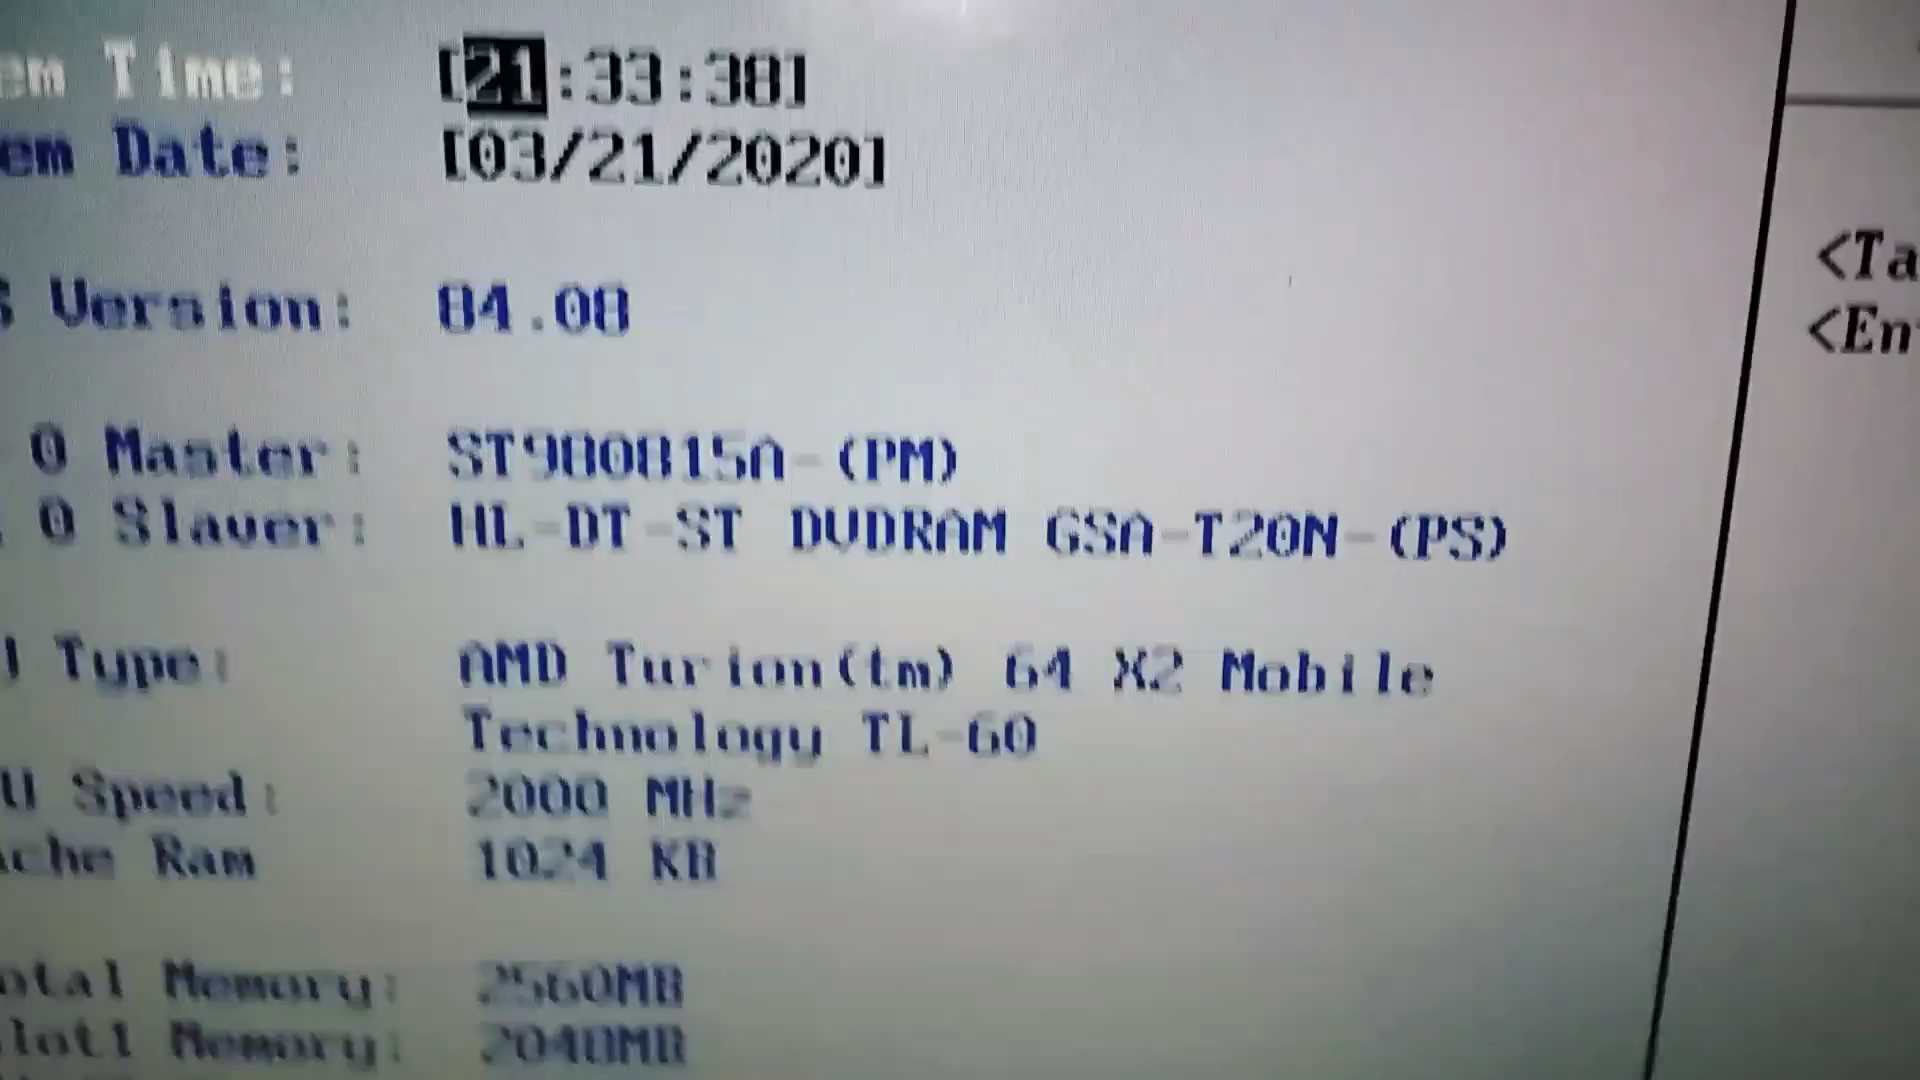 em Time: [21:33:38]
em Date: [03/21/2020]
<Ta
S Version: 84.08
<En
0 Master: ST980815A-(PM)
0 Slaver: HL-DT-ST DVDRAM GSA-T20N-(PS)
Type: AMD Turion(tm) 64 X2 Mobile
Technology TL-60
U Speed: 2000 MHz
ache Ram 1024 KB
otal Memory: 2560MB
lot1 Memory: 2048MB